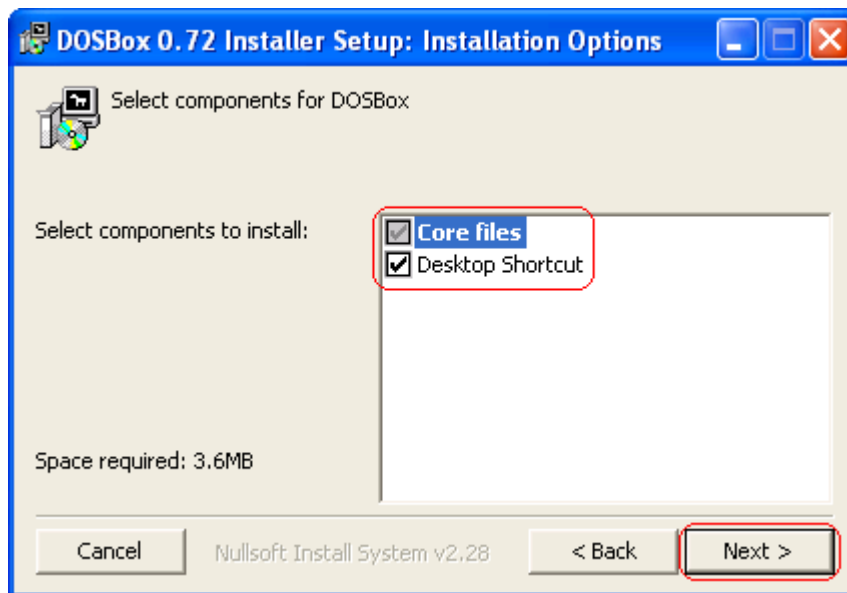 DOSBox 0.72 Installer Setup: Installation Options
Select components for DOSBox
Select components to install:
Core files
Desktop Shortcut
Space required: 3.6MB
Cancel
Nullsoft Install System v2.28
< Back
Next >